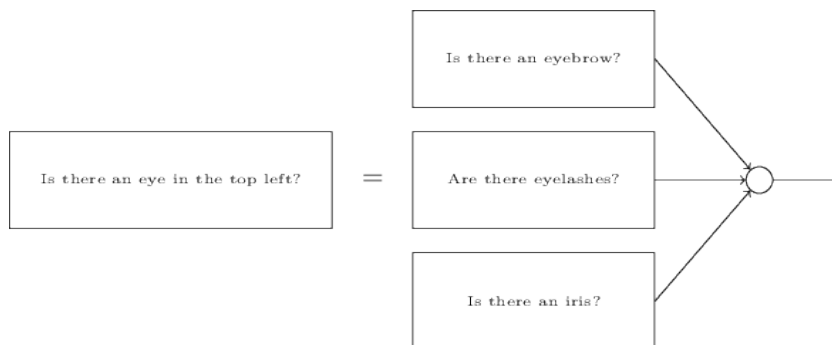 Is there an eyebrow?
Is there an eye in the top left?
=
Are there eyelashes?
Is there an iris?